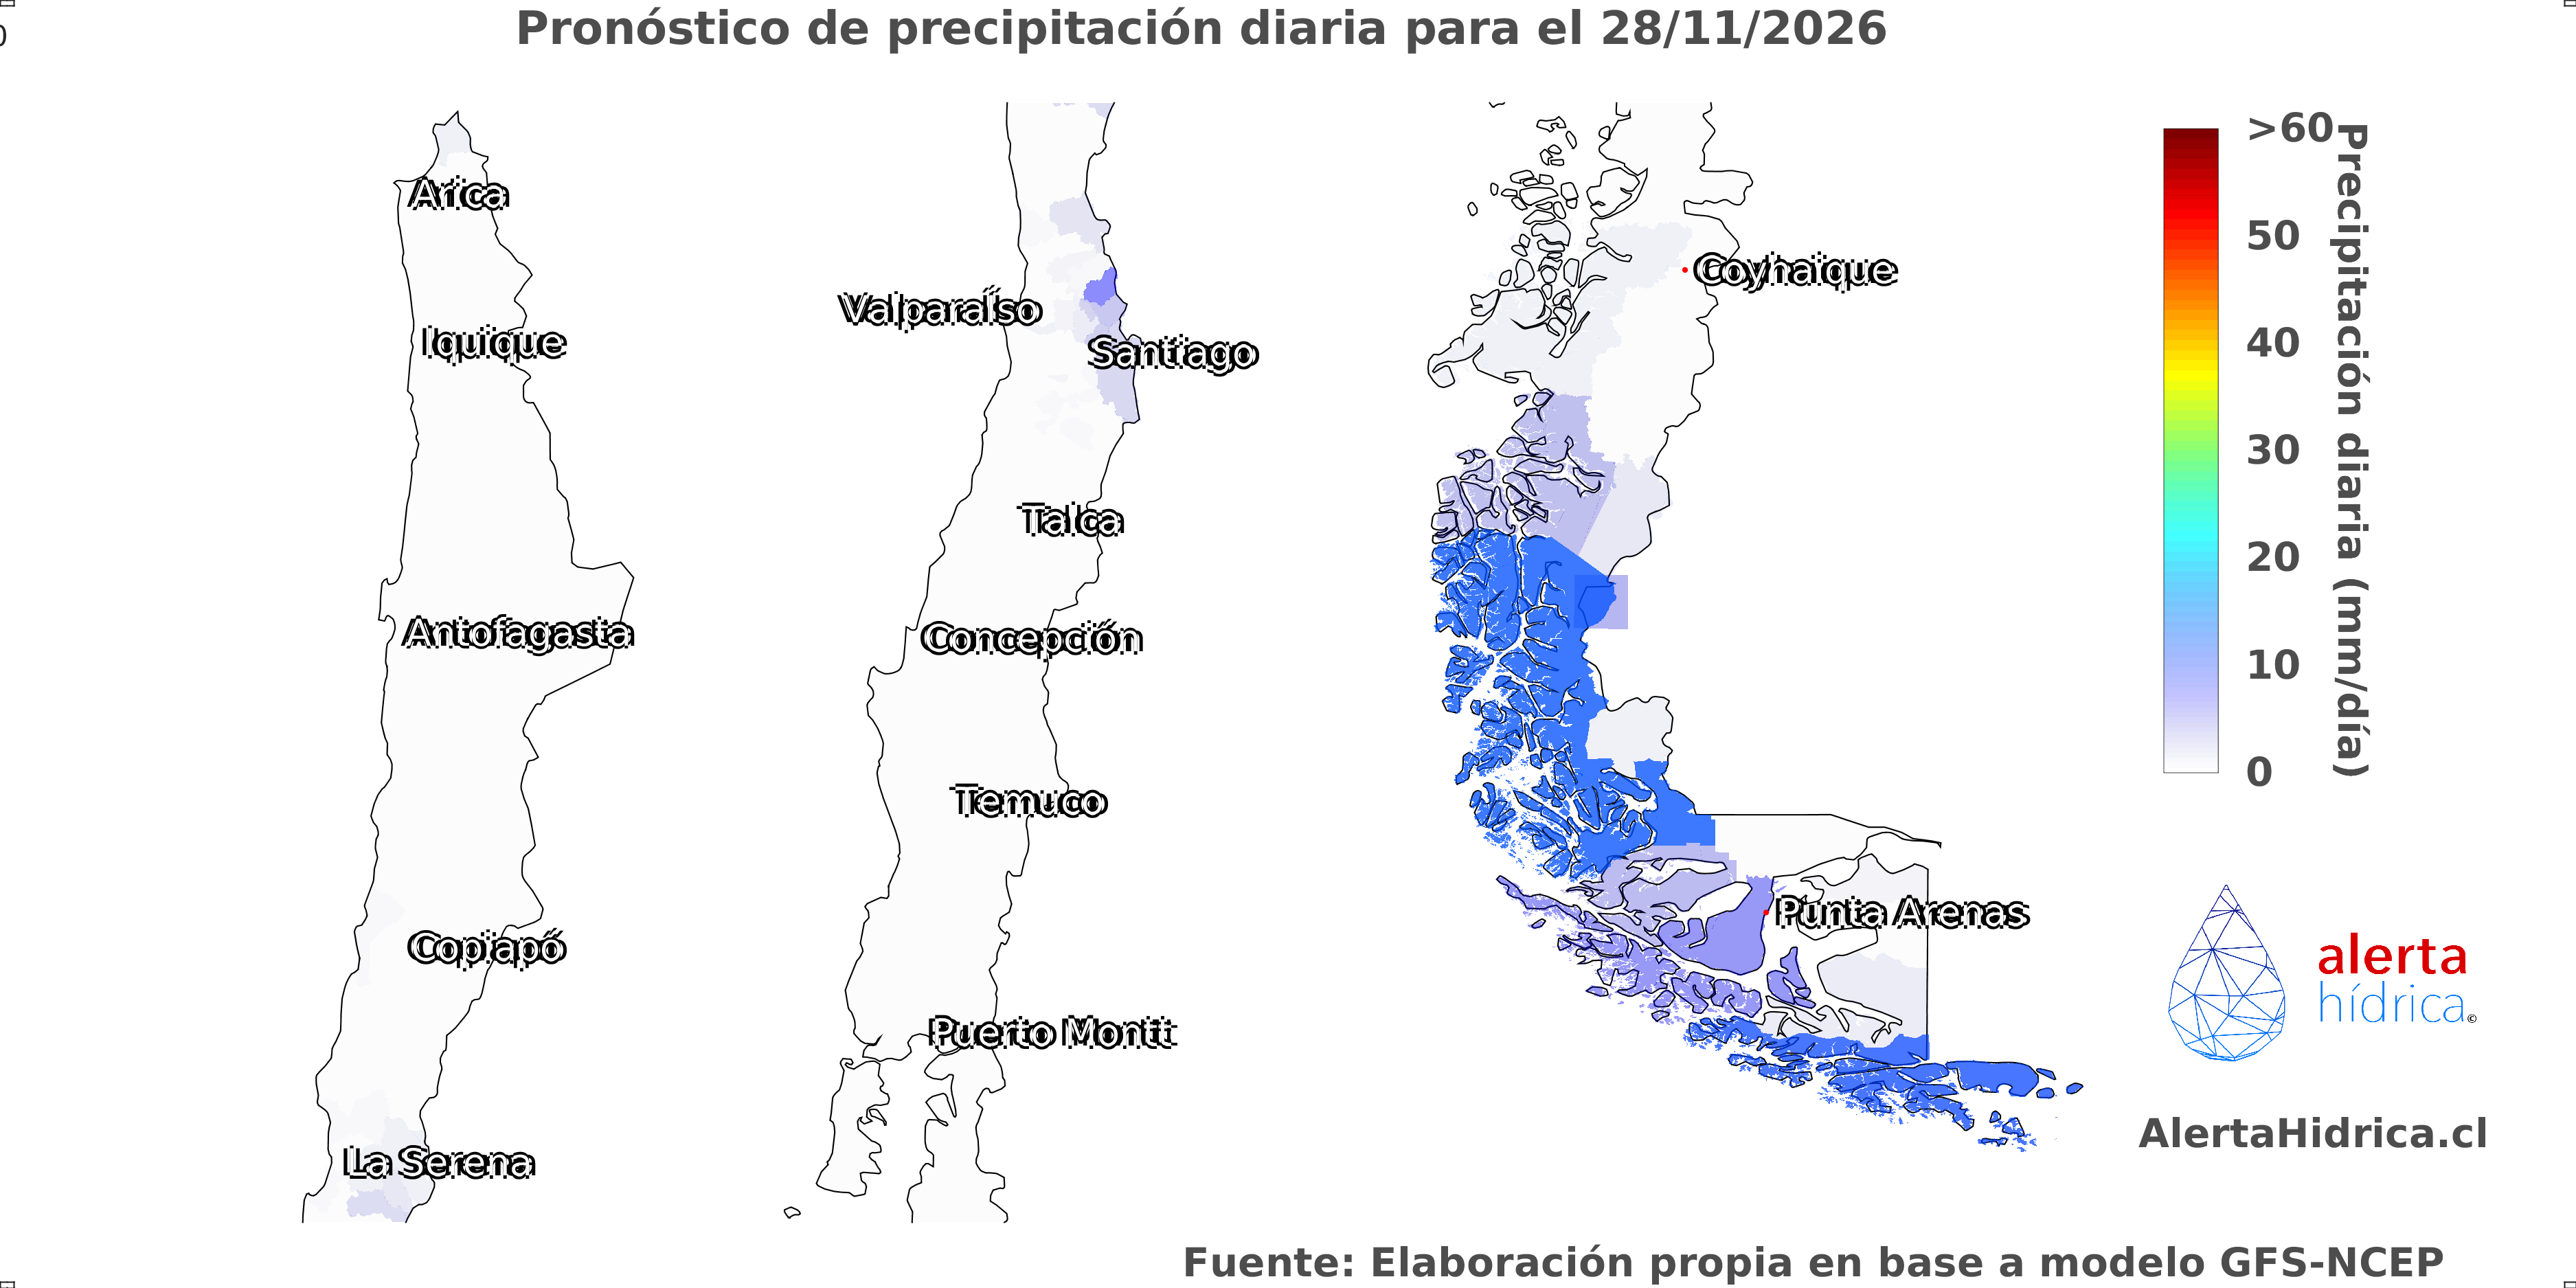 Pronóstico de precipitación diaria para el 28/11/2026
0
Arica
Iquique
Antofagasta
Copiapó
La Serena
Valparaíso
Santiago
Talca
Concepción
Temuco
Puerto Montt
Coyhaique
Punta Arenas
>60
50
40
30
20
10
0
Precipitación diaria (mm/día)
alerta
hídrica©
AlertaHidrica.cl
Fuente: Elaboración propia en base a modelo GFS-NCEP